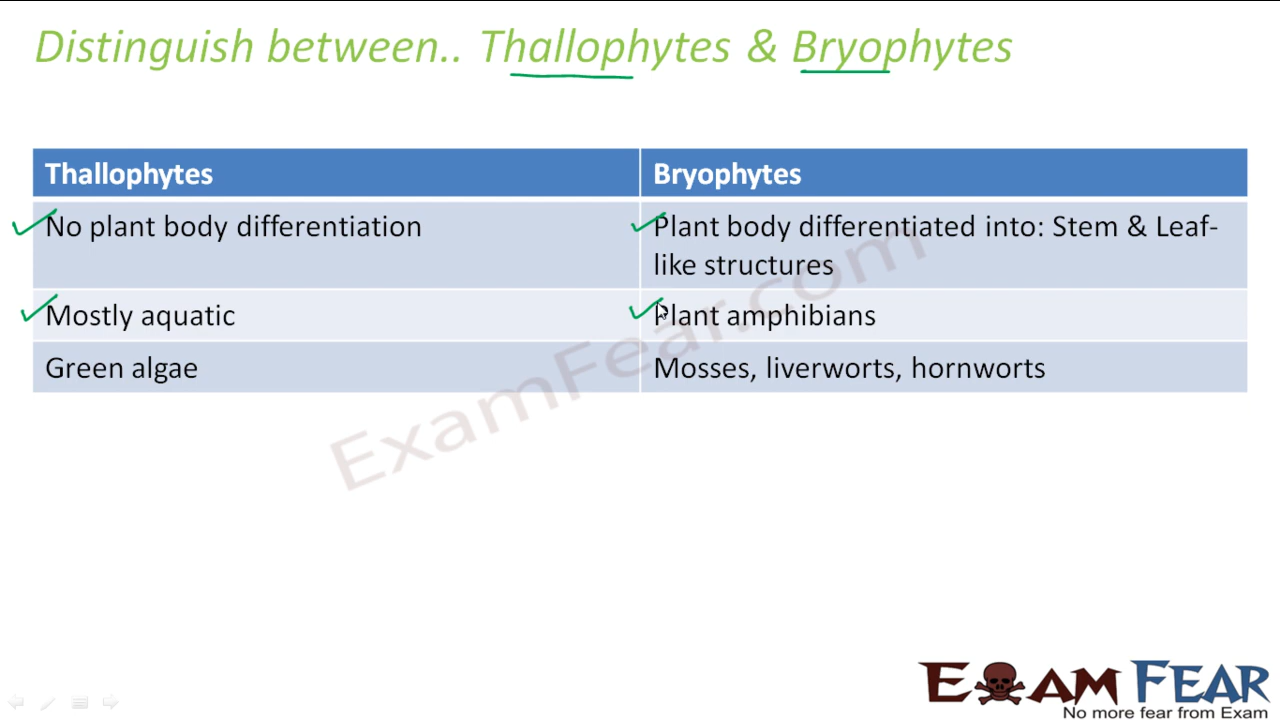 Distinguish between.. Thallophytes & Bryophytes
Thallophytes
Bryophytes
No plant body differentiation
Plant body differentiated into: Stem & Leaf-
like structures
Mostly aquatic
Plant amphibians
Green algae
Mosses, liverworts, hornworts
ExamFear.com
EXAM FEAR
No more fear from Exam